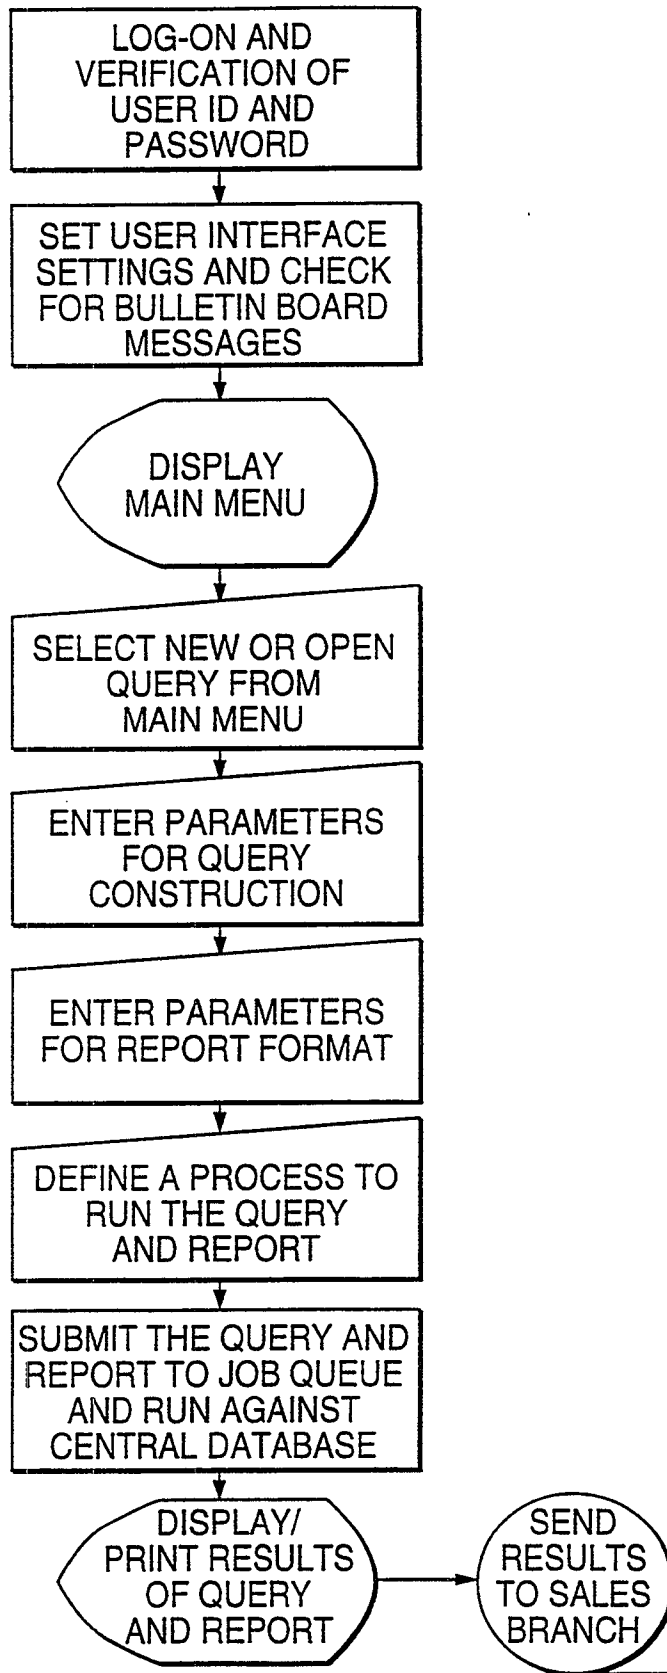 LOG-ON AND
VERIFICATION OF
USER ID AND
PASSWORD
SET USER INTERFACE
SETTINGS AND CHECK
FOR BULLETIN BOARD
MESSAGES
DISPLAY
MAIN MENU
SELECT NEW OR OPEN
QUERY FROM
MAIN MENU
ENTER PARAMETERS
FOR QUERY
CONSTRUCTION
ENTER PARAMETERS
FOR REPORT FORMAT
DEFINE A PROCESS TO
RUN THE QUERY
AND REPORT
SUBMIT THE QUERY AND
REPORT TO JOB QUEUE
AND RUN AGAINST
CENTRAL DATABASE
DISPLAY/
PRINT RESULTS
OF QUERY
AND REPORT
SEND
RESULTS
TO SALES
BRANCH